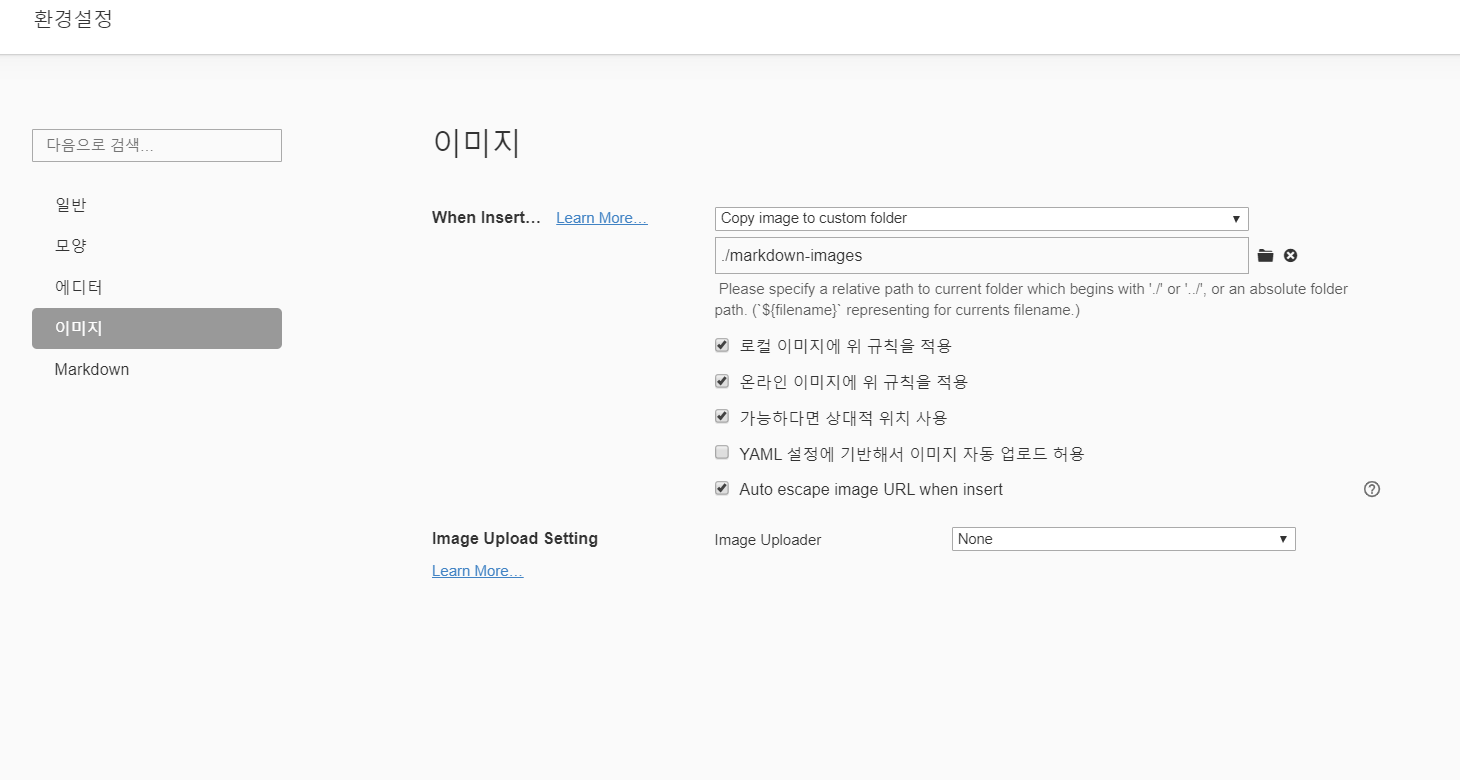 환경설정
다음으로 검색...
일반
모양
에디터
이미지
Markdown
이미지
When Insert... Learn More...
Copy image to custom folder
./markdown-images
Please specify a relative path to current folder which begins with './' or '../', or an absolute folder
path. (`${filename}` representing for currents filename.)
로컬 이미지에 위 규칙을 적용
온라인 이미지에 위 규칙을 적용
가능하다면 상대적 위치 사용
YAML 설정에 기반해서 이미지 자동 업로드 허용
Auto escape image URL when insert
Image Upload Setting
Image Uploader
None
Learn More...